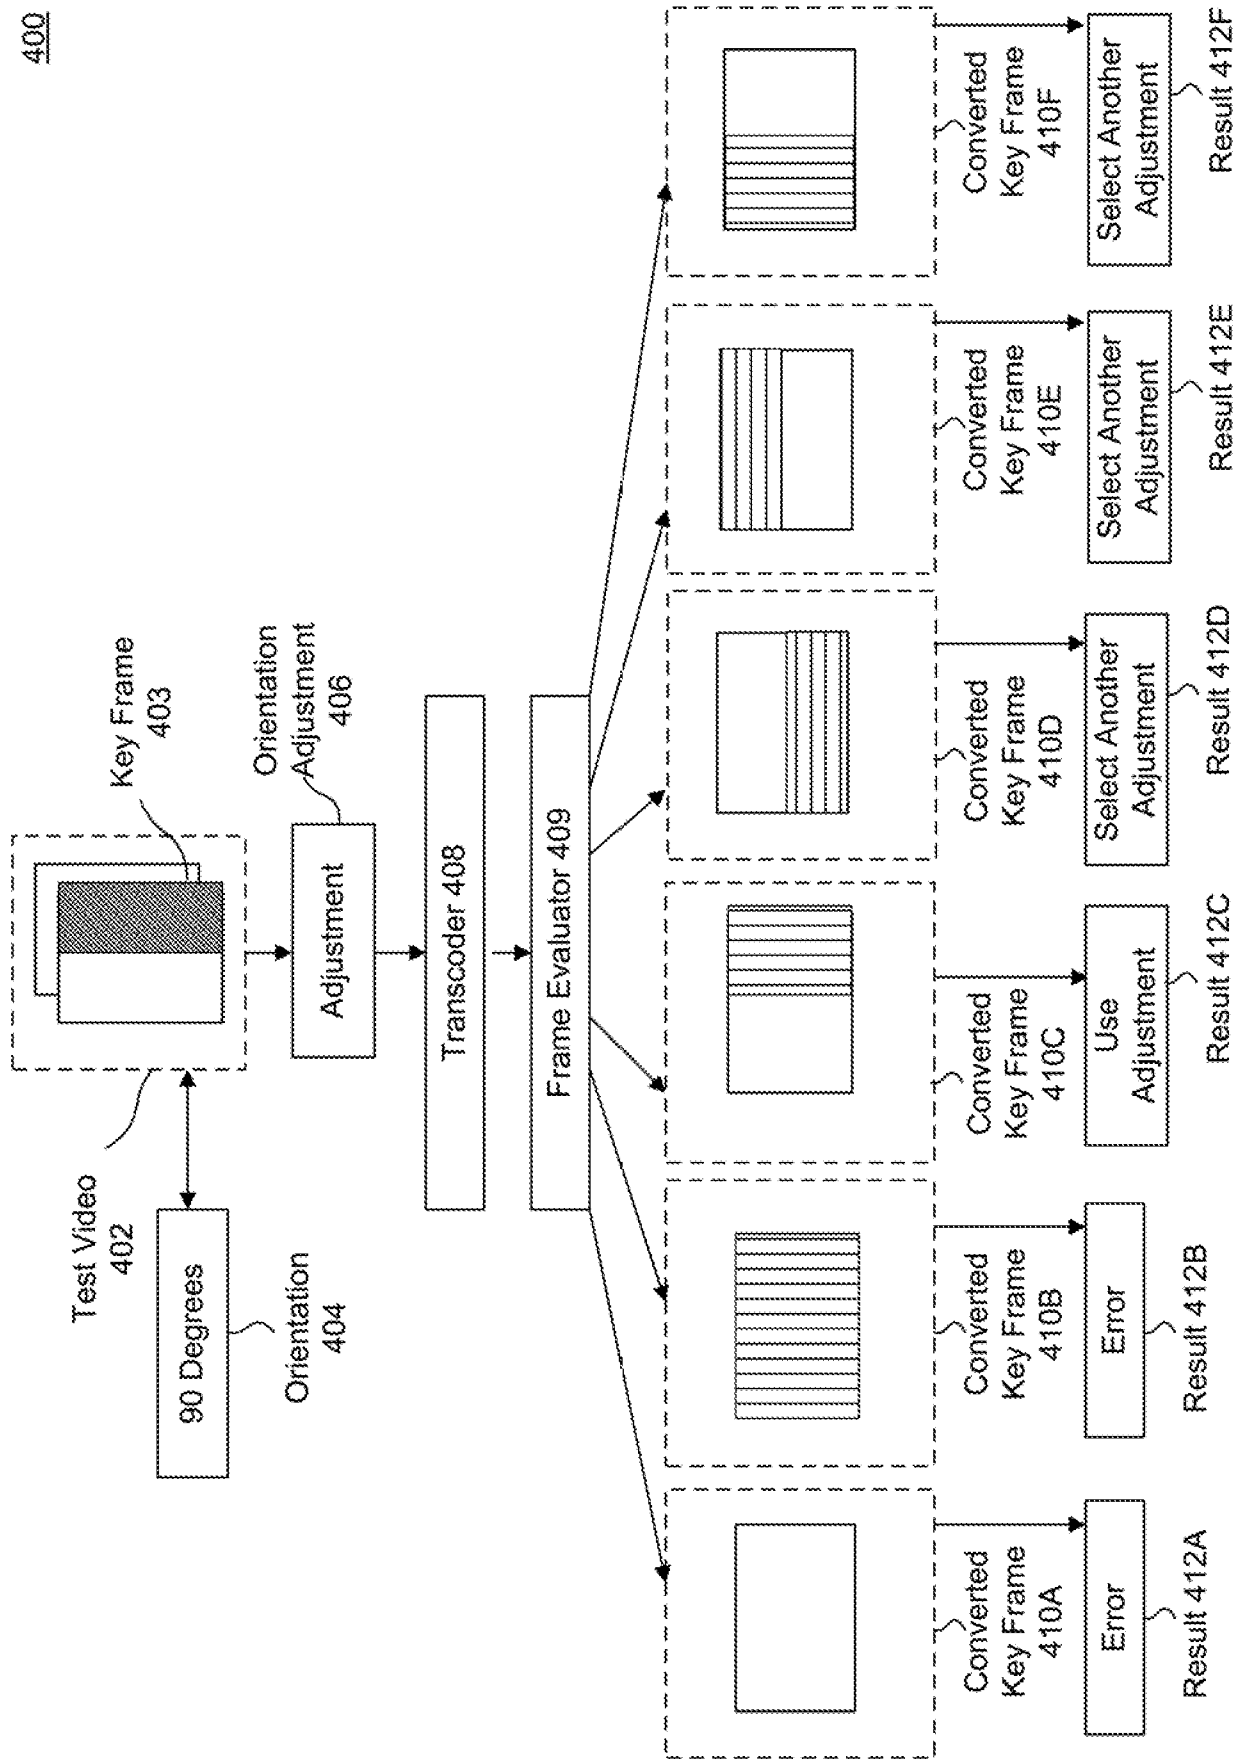 400
Key Frame
403
Test Video
402
90 Degrees
Orientation
404
Orientation
Adjustment
406
Adjustment
Transcoder 408
Frame Evaluator 409
Converted
Key Frame
410A
Converted
Key Frame
410B
Converted
Key Frame
410C
Converted
Key Frame
410D
Converted
Key Frame
410E
Converted
Key Frame
410F
Error
Error
Use
Adjustment
Select Another
Adjustment
Select Another
Adjustment
Select Another
Adjustment
Result 412A
Result 412B
Result 412C
Result 412D
Result 412E
Result 412F